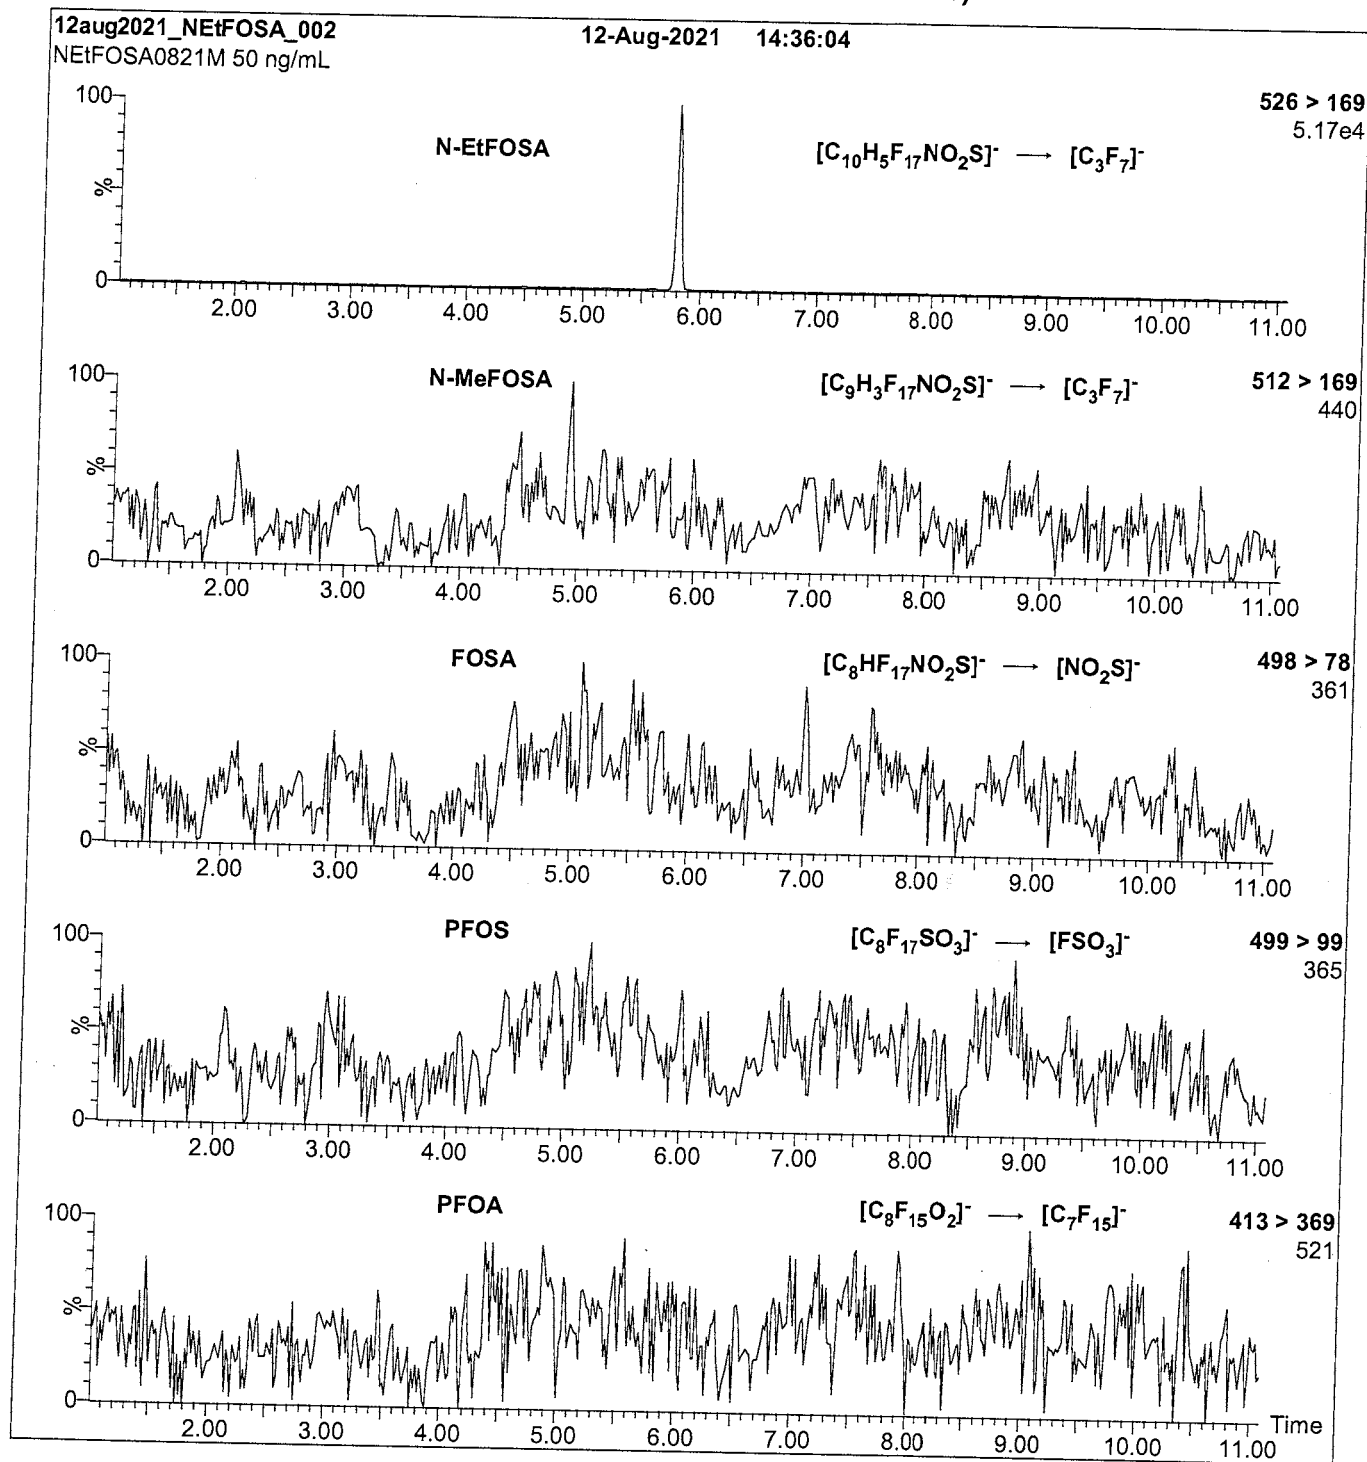 12aug2021_NEtFOSA_002 12-Aug-2021 14:36:04
NEtFOSA0821M 50 ng/mL
526 > 169
5.17e4
N-EtFOSA [C10H5F17NO2S]- → [C3F7]-
100
%
0
2.00 3.00 4.00 5.00 6.00 7.00 8.00 9.00 10.00 11.00
N-MeFOSA [C9H3F17NO2S]- → [C3F7]- 512 > 169
440
100
%
0
2.00 3.00 4.00 5.00 6.00 7.00 8.00 9.00 10.00 11.00
FOSA [C8HF17NO2S]- → [NO2S]- 498 > 78
361
100
%
0
2.00 3.00 4.00 5.00 6.00 7.00 8.00 9.00 10.00 11.00
PFOS [C8F17SO3]- → [FSO3]- 499 > 99
365
100
%
0
2.00 3.00 4.00 5.00 6.00 7.00 8.00 9.00 10.00 11.00
PFOA [C8F15O2]- → [C7F15]- 413 > 369
521
100
%
0
Time
2.00 3.00 4.00 5.00 6.00 7.00 8.00 9.00 10.00 11.00